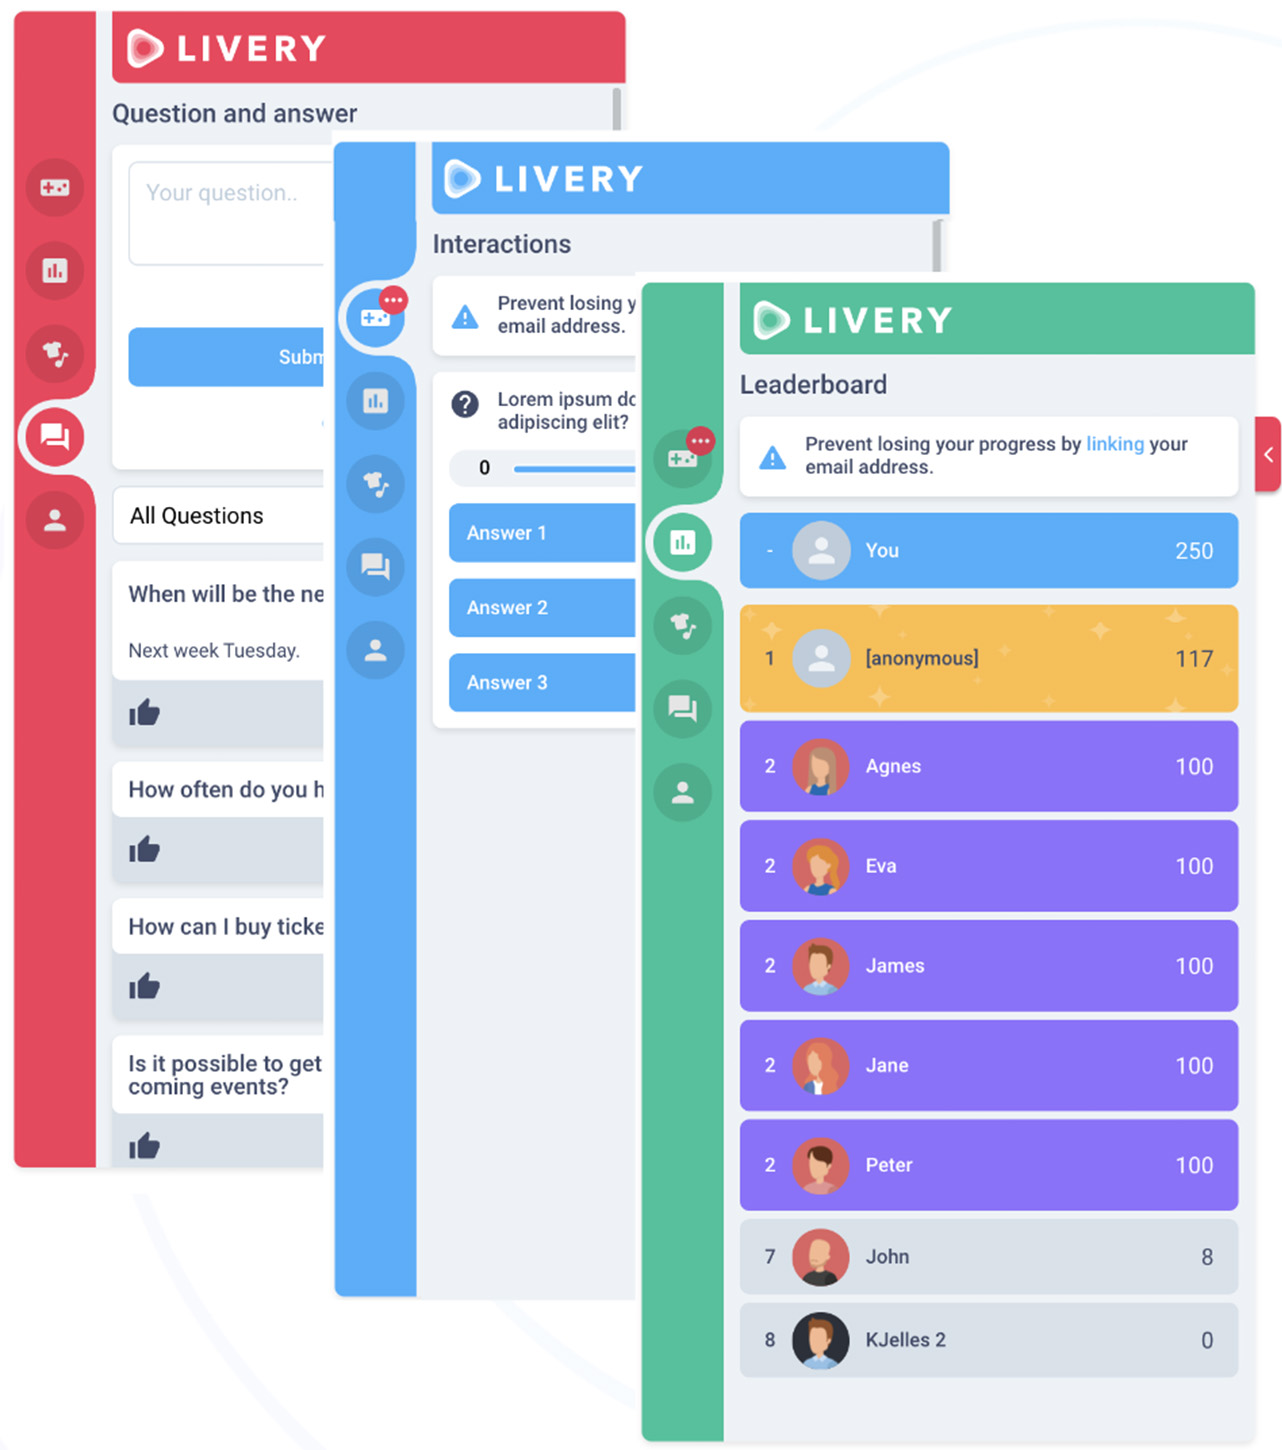 LIVERY
Question and answer
Your question..
All Questions
When will be the
Next week Tuesday.
How often do you
How can I buy
Is it possible to get
coming events?
LIVERY
Interactions
Prevent losing
email address.
Lorem ipsum
adipiscing elit?
0
Answer 1
Answer 2
Answer 3
LIVERY
Leaderboard
Prevent losing your progress by linking your
email address.
- You 250
1 [anonymous] 117
2 Agnes 100
2 Eva 100
2 James 100
2 Jane 100
2 Peter 100
7 John 8
8 KJelles 2 0